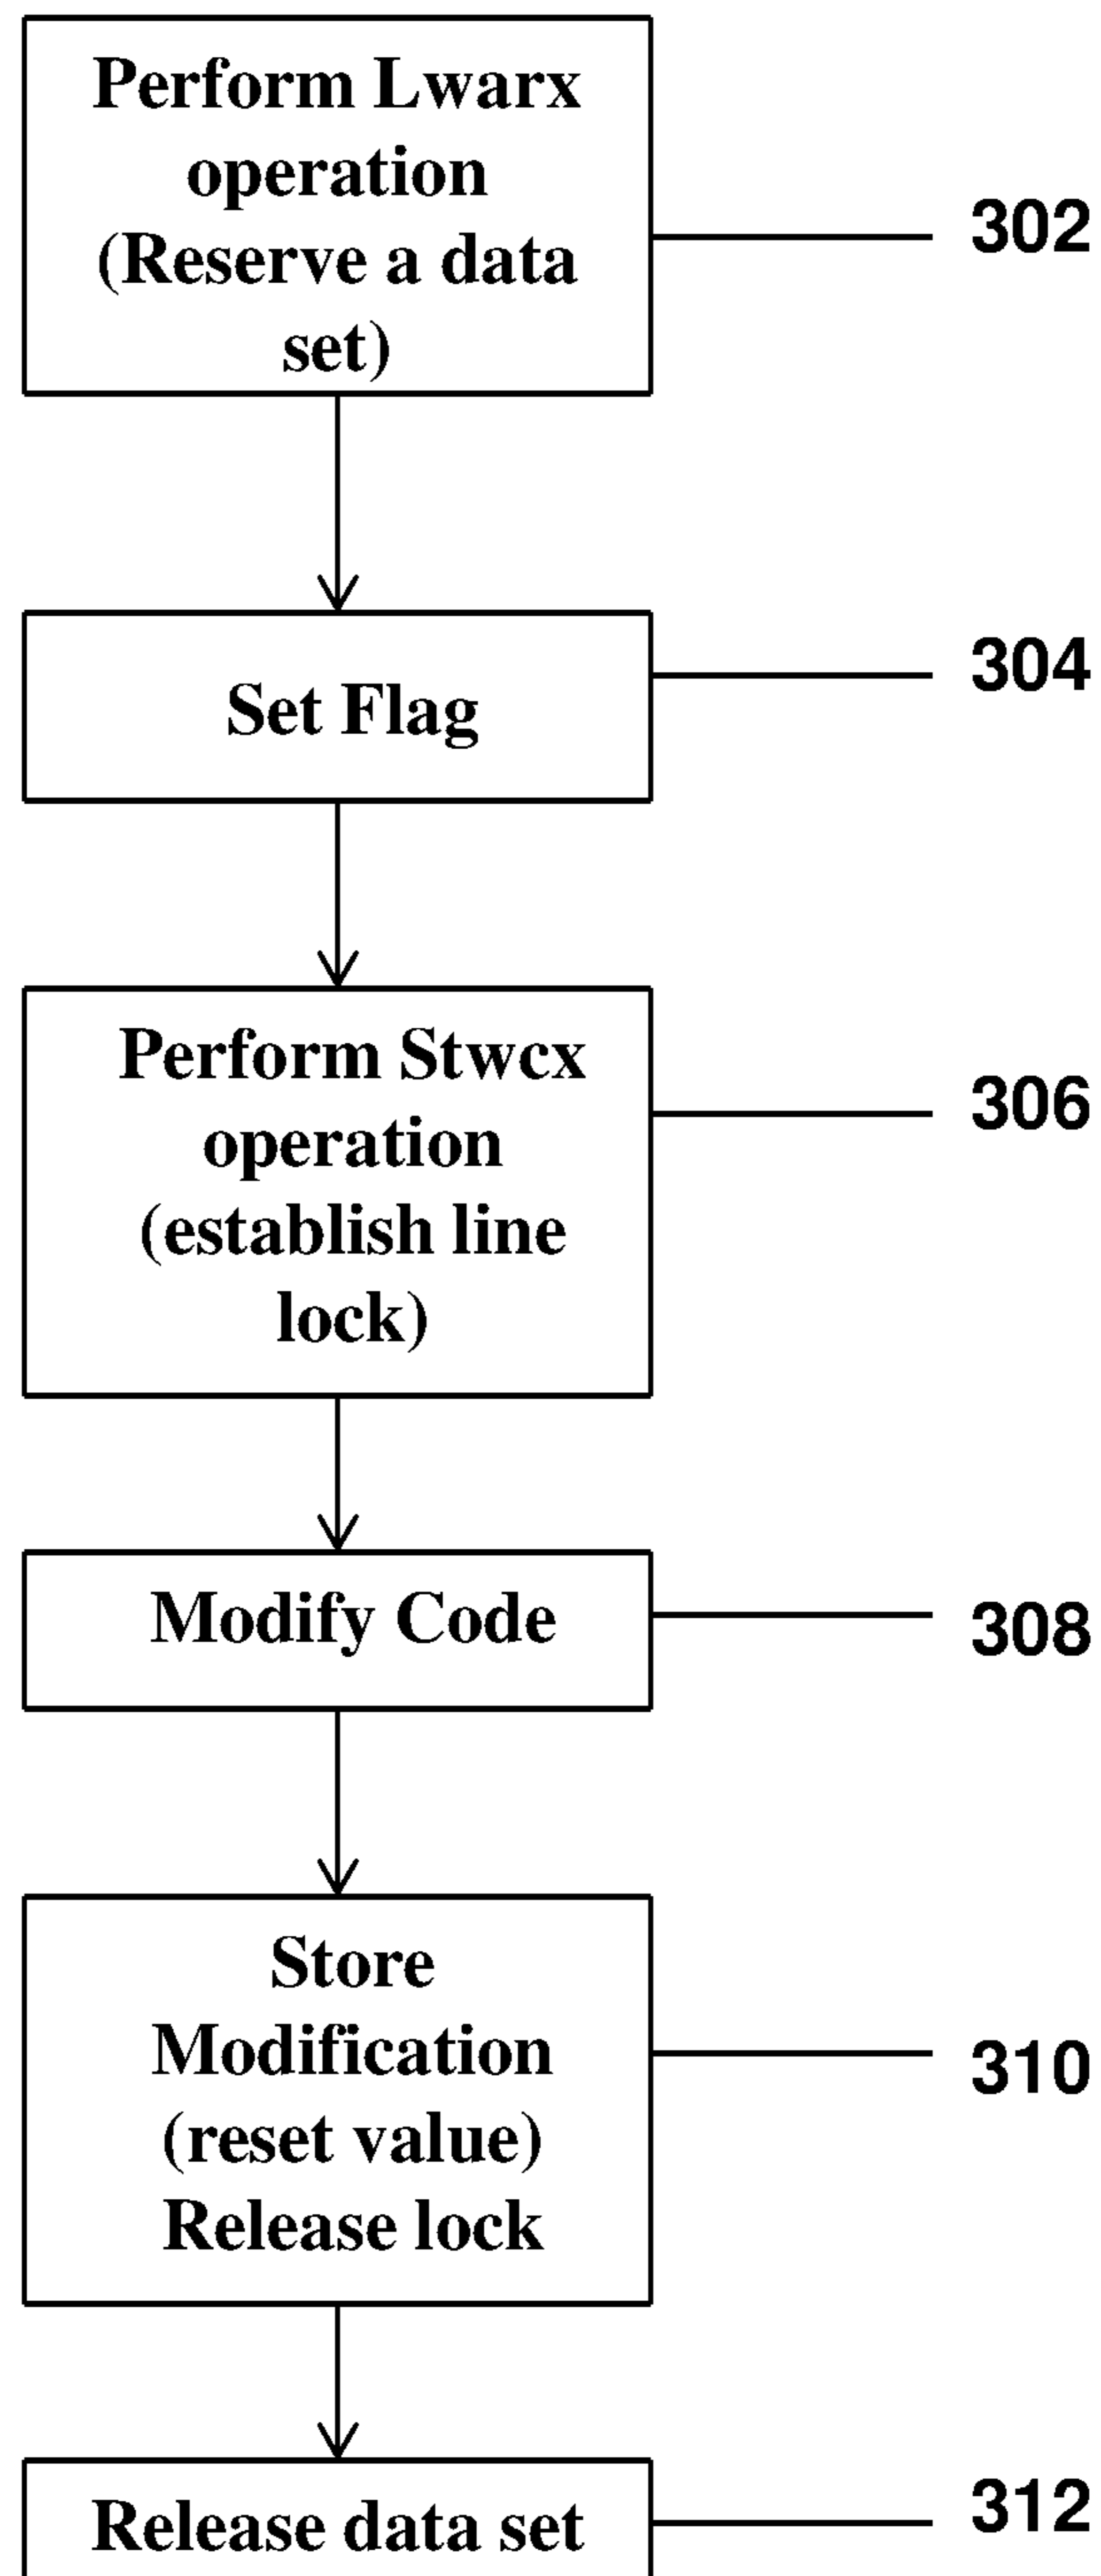 Perform Lwarx
operation
(Reserve a data
set)
302
Set Flag
304
Perform Stwcx
operation
(establish line
lock)
306
Modify Code
308
Store
Modification
(reset value)
Release lock
310
Release data set
312